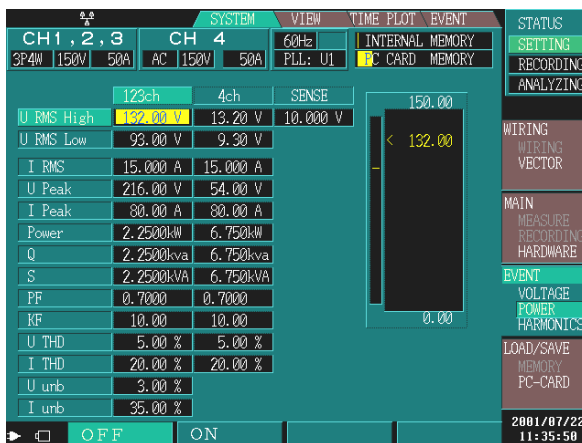 SYSTEM VIEW TIME PLOT EVENT STATUS
CH1,2,3 CH 4 60Hz INTERNAL MEMORY SETTING
3P4W 150V 50A AC 150V 50A PLL: U1 PC CARD MEMORY RECORDING
ANALYZING
123ch 4ch SENSE 150.00
U RMS High 132.00 V 13.20 V 10.000 V
U RMS Low 93.00 V 9.30 V < 132.00
I RMS 15.000 A 15.000 A
U Peak 216.00 V 54.00 V
I Peak 80.00 A 80.00 A
Power 2.2500kW 6.750kW
Q 2.2500kva 6.750kva
S 2.2500kVA 6.750kVA
PF 0.7000 0.7000
KF 10.00 10.00 0.00
U THD 5.00 % 5.00 %
I THD 20.00 % 20.00 %
U unb 3.00 %
I unb 35.00 %
WIRING
WIRING
VECTOR
MAIN
MEASURE
RECORDING
HARDWARE
EVENT
VOLTAGE
POWER
HARMONICS
LOAD/SAVE
MEMORY
PC-CARD
OFF ON
2001/07/22
11:35:50